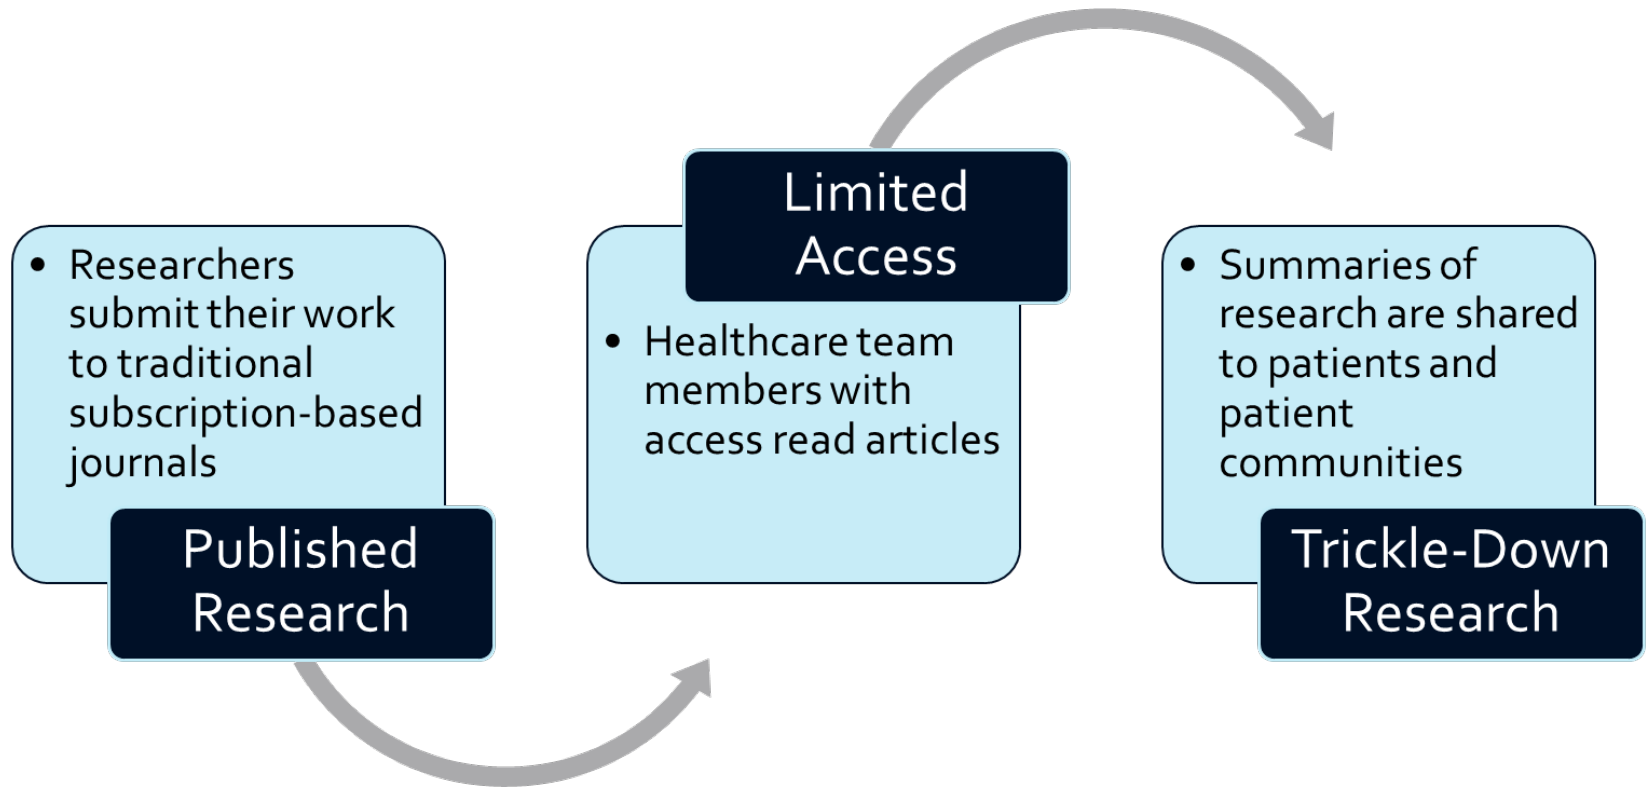 • Researchers
submit their work
to traditional
subscription-based
journals
Published
Research
Limited
Access
• Healthcare team
members with
access read articles
• Summaries of
research are shared
to patients and
patient
communities
Trickle-Down
Research